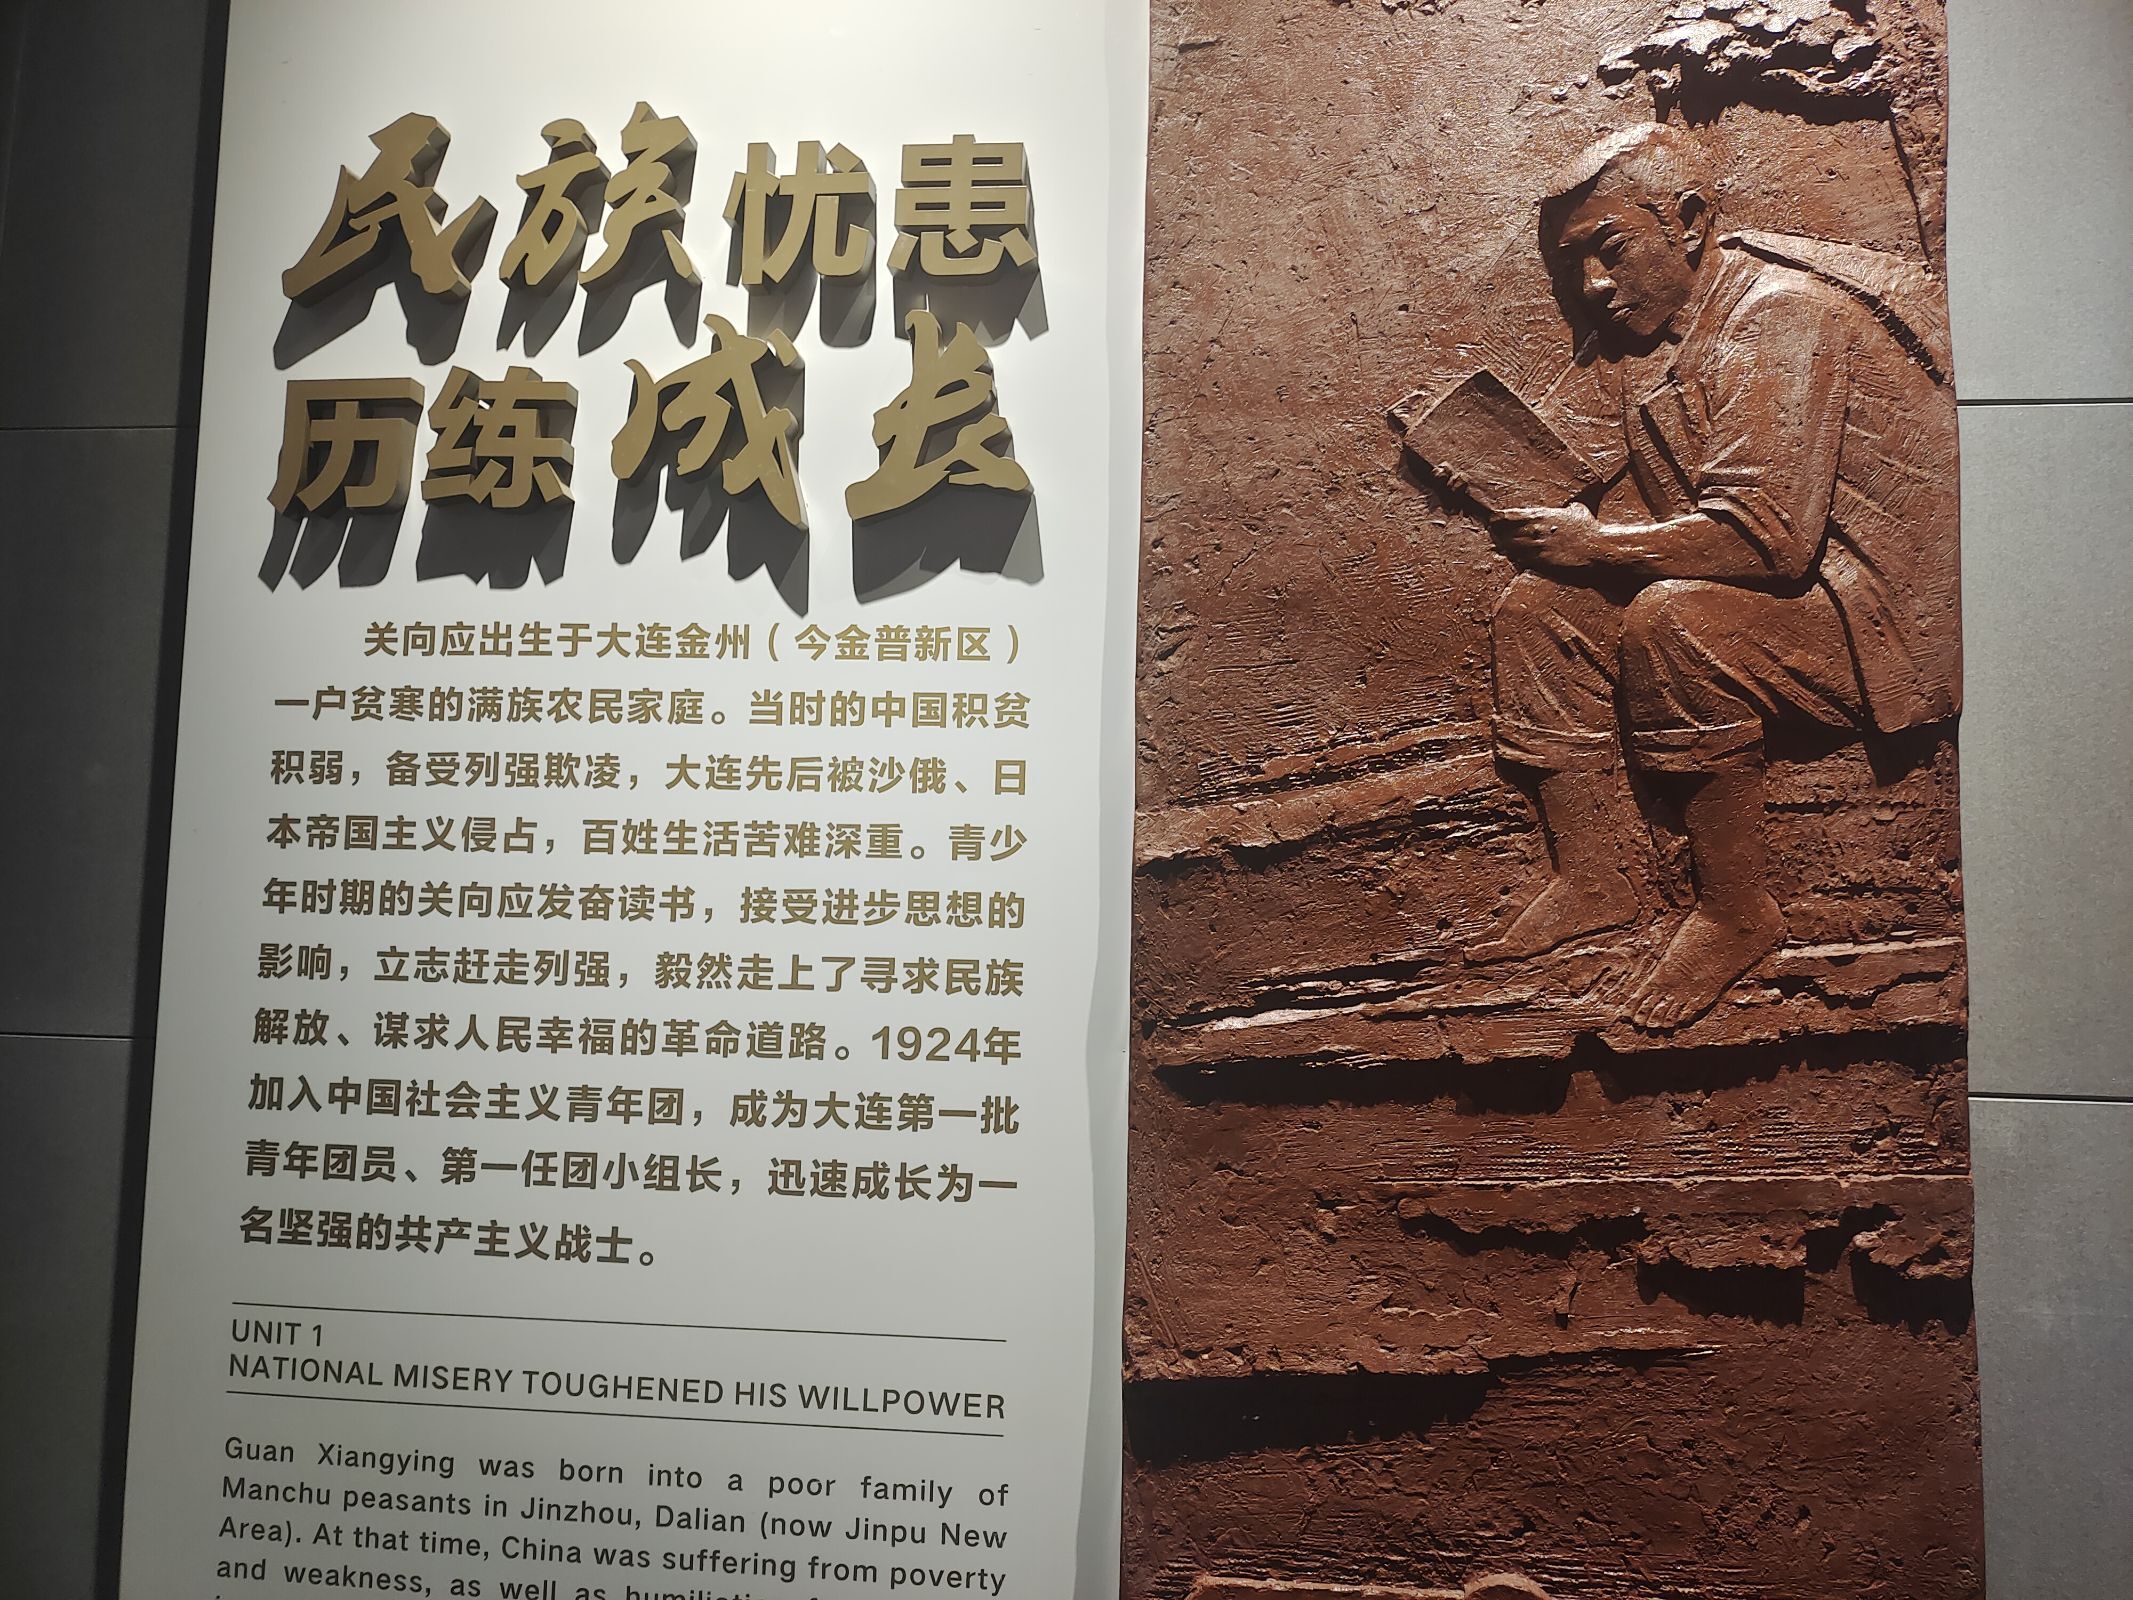 民族忧患
历练成长
关向应出生于大连金州（今金普新区）
一户贫寒的满族农民家庭。当时的中国积贫
积弱，备受列强欺凌，大连先后被沙俄、日
本帝国主义侵占，百姓生活苦难深重。青少
年时期的关向应发奋读书，接受进步思想的
影响，立志赶走列强，毅然走上了寻求民族
解放、谋求人民幸福的革命道路。1924年
加入中国社会主义青年团，成为大连第一批
青年团员、第一任团小组长，迅速成长为一
名坚强的共产主义战士。
UNIT 1
NATIONAL MISERY TOUGHENED HIS WILLPOWER
Guan Xiangying was born into a poor family of
Manchu peasants in Jinzhou, Dalian (now Jinpu New
Area). At that time, China was suffering from poverty
and weakness, as well as